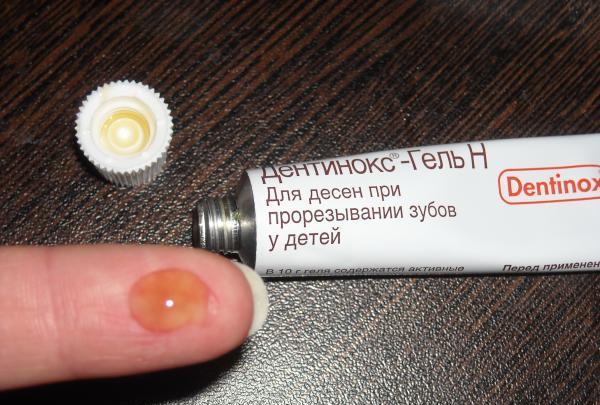 Дентинокс®-Гель Н
Dentinox
Для десен при
прорезывании зубов
у детей
В 10 г геля содержатся активные
Перед применен